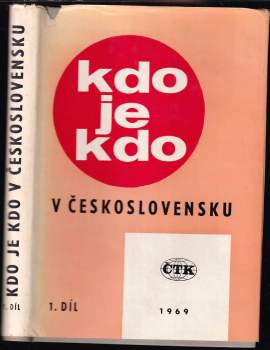 kdo
je
kdo
V ČESKOSLOVENSKU
ČTK
1. DÍL
1969
KDO JE KDO V ČESKOSLOVENSKU
1. DÍL